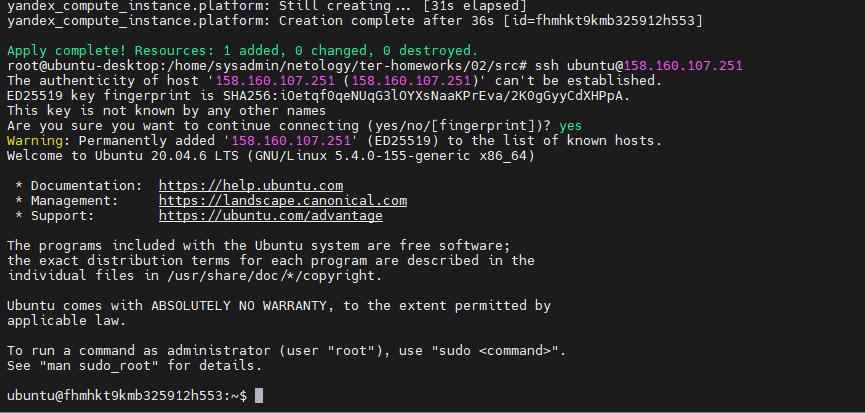 yandex_compute_instance.platform: Still creating... [31s elapsed]
yandex_compute_instance.platform: Creation complete after 36s [id=fhmhkt9kmb325912h553]
Apply complete! Resources: 1 added, 0 changed, 0 destroyed.
root@ubuntu-desktop:/home/sysadmin/netology/ter-homeworks/02/src# ssh ubuntu@158.160.107.251
The authenticity of host '158.160.107.251 (158.160.107.251)' can't be established.
ED25519 key fingerprint is SHA256:iOetqf0qeNUqG3lOYXsNaaKPrEva/2K0gGyyCdXHPpA.
This key is not known by any other names
Are you sure you want to continue connecting (yes/no/[fingerprint])? yes
Warning: Permanently added '158.160.107.251' (ED25519) to the list of known hosts.
Welcome to Ubuntu 20.04.6 LTS (GNU/Linux 5.4.0-155-generic x86_64)
* Documentation: https://help.ubuntu.com
* Management: https://landscape.canonical.com
* Support: https://ubuntu.com/advantage
The programs included with the Ubuntu system are free software;
the exact distribution terms for each program are described in the
individual files in /usr/share/doc/*/copyright.
Ubuntu comes with ABSOLUTELY NO WARRANTY, to the extent permitted by
applicable law.
To run a command as administrator (user "root"), use "sudo <command>".
See "man sudo_root" for details.
ubuntu@fhmhkt9kmb325912h553:~$